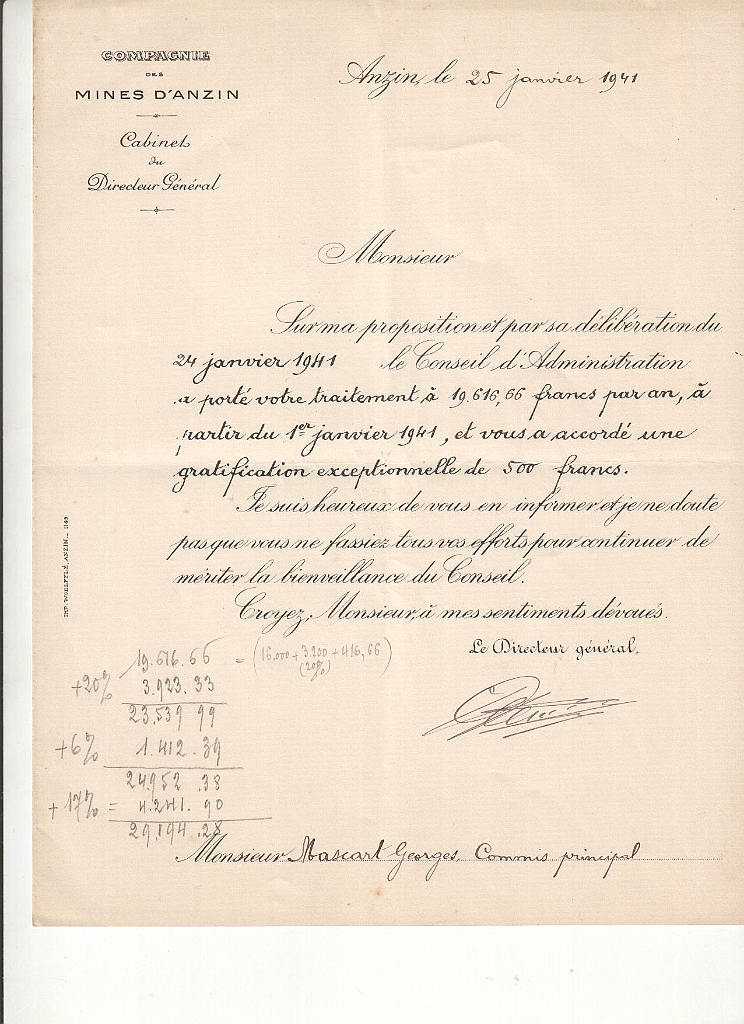 COMPAGNIE
DES
MINES D'ANZIN
Cabinet
du
Directeur Général
Anzin, le 25 janvier 1941
Monsieur
Sur ma proposition et par sa délibération du
24 janvier 1941 le Conseil d'Administration
a porté votre traitement à 19.616,66 francs par an, à
partir du 1er janvier 1941, et vous a accordé une
gratification exceptionnelle de 500 francs.
Je suis heureux de vous en informer et je ne doute
pas que vous ne fassiez tous vos efforts pour continuer de
mériter la bienveillance du Conseil.
Croyez, Monsieur, à mes sentiments dévoués.
Le Directeur général,
19.616.66 = (16.000 + 3.200 + 416,66)
(20%)
+20% 3.923.33
23.539 99
+6% 1.412.39
24.952.38
+17% = 4.241.90
29.194.28
Monsieur Mascart Georges, Commis principal
IMP. WOELFFLÉ, ANZIN